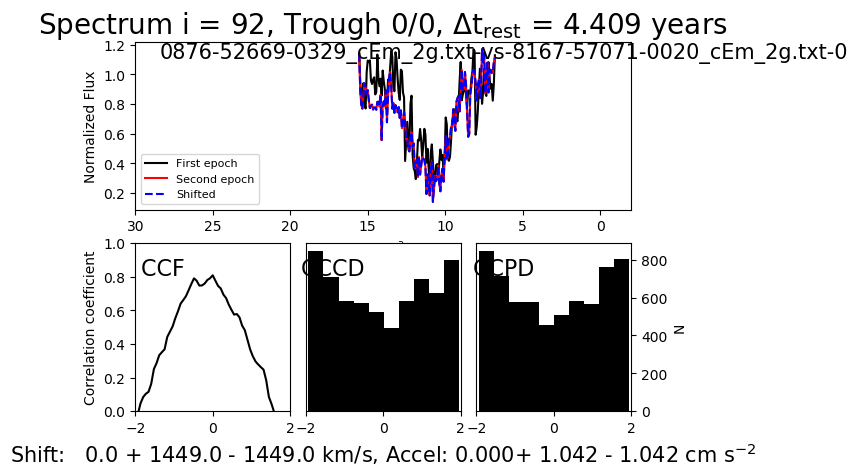 Spectrum i = 92, Trough 0/0, Δt_rest = 4.409 years
0876-52669-0329_cEm_2g.txt-vs-8167-57071-0020_cEm_2g.txt-0
Normalized Flux
1.2
1.0
0.8
0.6
0.4
0.2
First epoch
Second epoch
Shifted
30 25 20 15 10 5 0
Correlation coefficient
1.0
0.8
0.6
0.4
0.2
0.0
CCF
CCCD
CCPD
800
600
400
200
0
N
−2 0 2
−2 0 2
−2 0 2
Shift: 0.0 + 1449.0 - 1449.0 km/s, Accel: 0.000+ 1.042 - 1.042 cm s⁻²